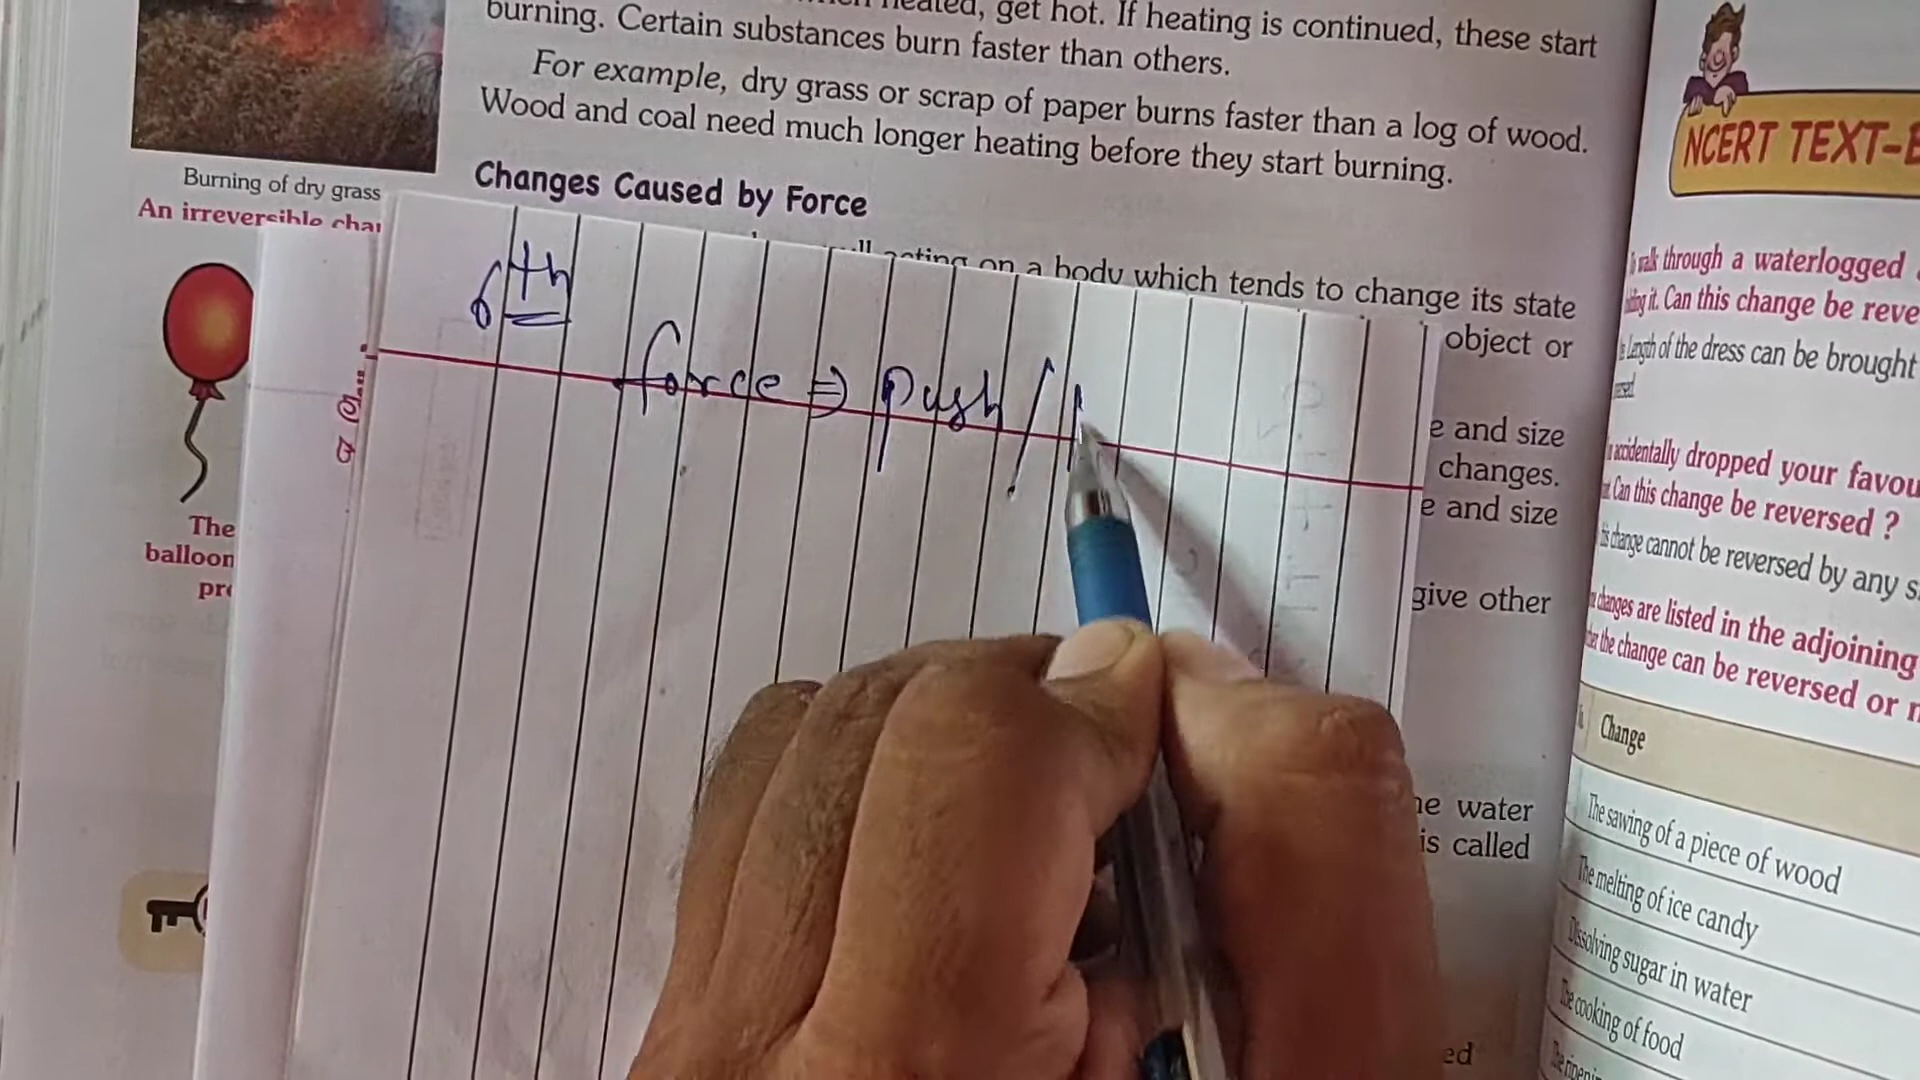 heated, get hot. If heating is continued, these start
burning. Certain substances burn faster than others.
For example, dry grass or scrap of paper burns faster than a log of wood.
Wood and coal need much longer heating before they start burning.
Burning of dry grass
An irreversible
Changes Caused by Force
acting on a body which tends to change its state
object or
e and size
changes.
e and size
give other
The
balloon
water
is called
ed
6th
force ⇒ push /
NCERT TEXT-B
walk through a waterlogged
it. Can this change be reve
Length of the dress can be brought
accidentally dropped your favou
Can this change be reversed ?
change cannot be reversed by any s
changes are listed in the adjoining
the change can be reversed or n
Change
The sawing of a piece of wood
The melting of ice candy
Dissolving sugar in water
The cooking of food